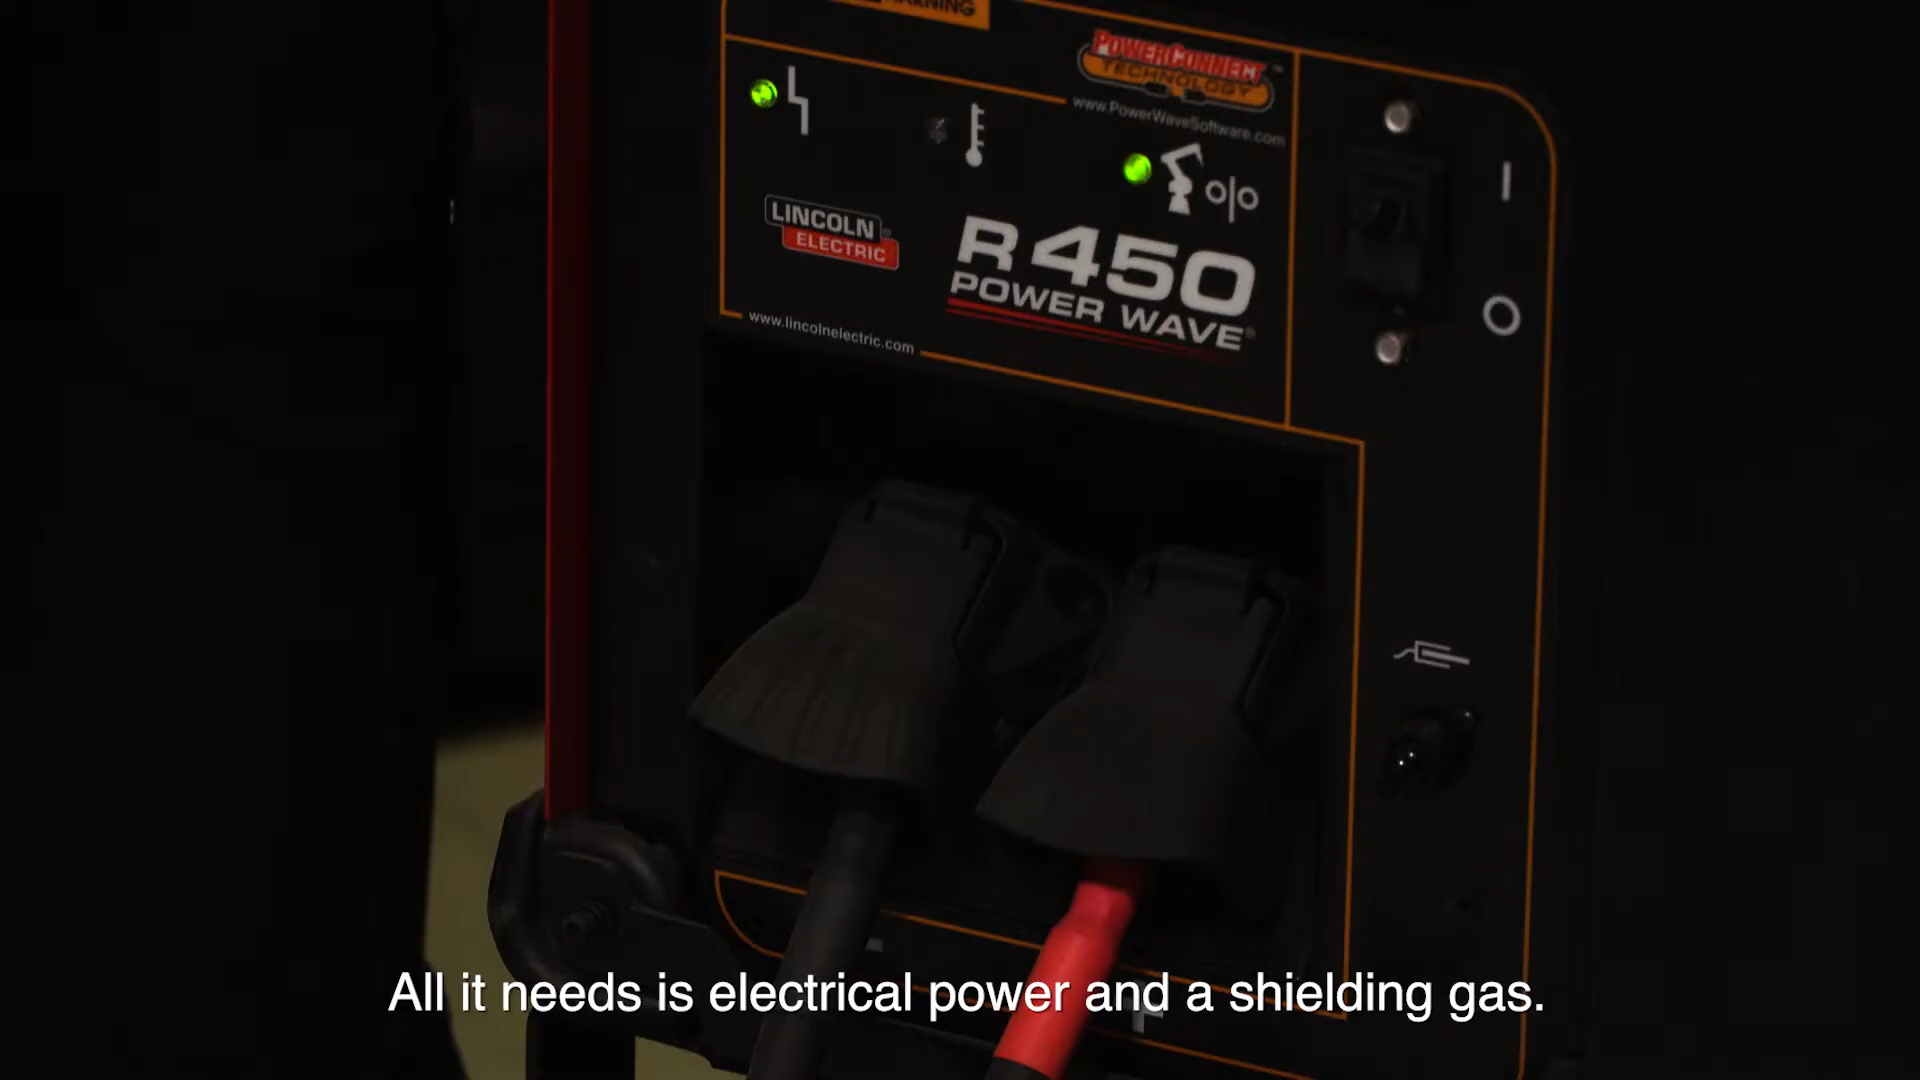 WARNING
POWERCONNECT™
TECHNOLOGY
www.PowerWaveSoftware.com
LINCOLN®
ELECTRIC
R450
POWER WAVE®
www.lincolnelectric.com
All it needs is electrical power and a shielding gas.